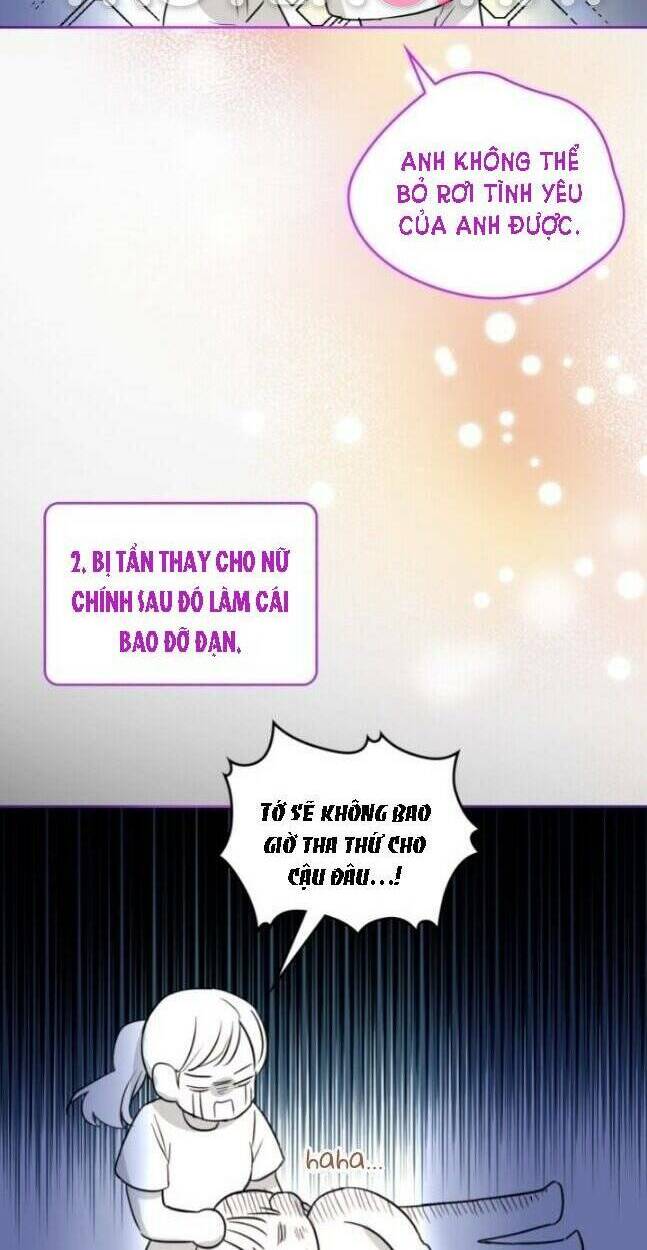 ANH KHÔNG THỂ
BỎ RƠI TÌNH YÊU
CỦA ANH ĐƯỢC.
2. BỊ TẤN THAY CHO NỮ
CHÍNH SAU ĐÓ LÀM CÁI
BAO ĐỠ ĐẠN.
TỚ SẼ KHÔNG BAO
GIỜ THA THỨ CHO
CẬU ĐÂU...!
haha...